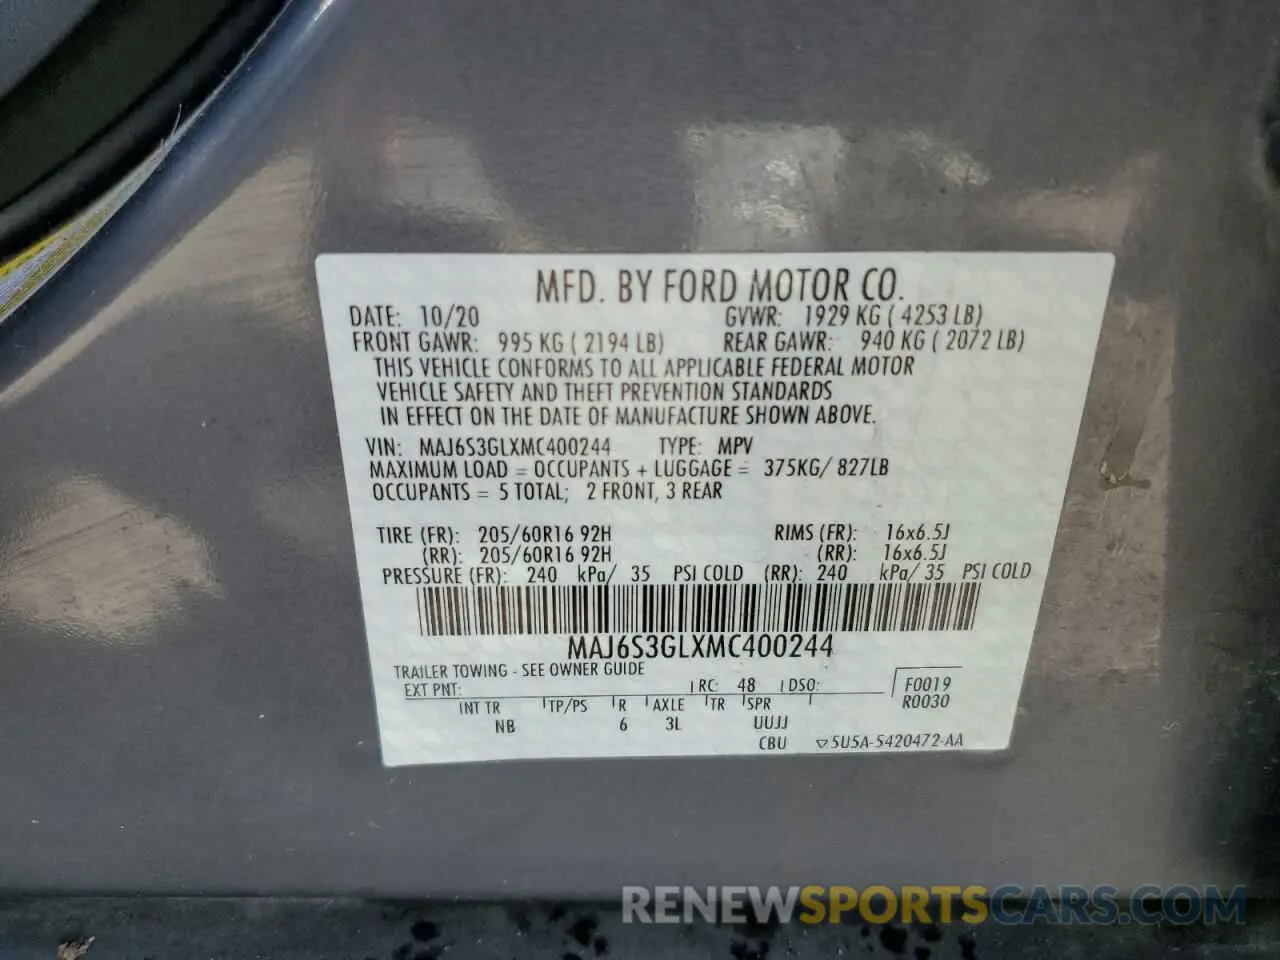 MFD. BY FORD MOTOR CO.
DATE: 10/20 GVWR: 1929 KG ( 4253 LB)
FRONT GAWR: 995 KG ( 2194 LB) REAR GAWR: 940 KG ( 2072 LB)
THIS VEHICLE CONFORMS TO ALL APPLICABLE FEDERAL MOTOR
VEHICLE SAFETY AND THEFT PREVENTION STANDARDS
IN EFFECT ON THE DATE OF MANUFACTURE SHOWN ABOVE.
VIN: MAJ6S3GLXMC400244 TYPE: MPV
MAXIMUM LOAD = OCCUPANTS + LUGGAGE = 375KG/ 827LB
OCCUPANTS = 5 TOTAL; 2 FRONT, 3 REAR
TIRE (FR): 205/60R16 92H RIMS (FR): 16x6.5J
(RR): 205/60R16 92H (RR): 16x6.5J
PRESSURE (FR): 240 kPa/ 35 PSI COLD (RR): 240 kPa/ 35 PSI COLD
MAJ6S3GLXMC400244
TRAILER TOWING - SEE OWNER GUIDE
EXT PNT: RC: 48 DSO: F0019
INT TR TP/PS R AXLE TR SPR R0030
NB 6 3L UUJJ
CBU 5U5A-5420472-AA
RENEWSPORTSCARS.COM